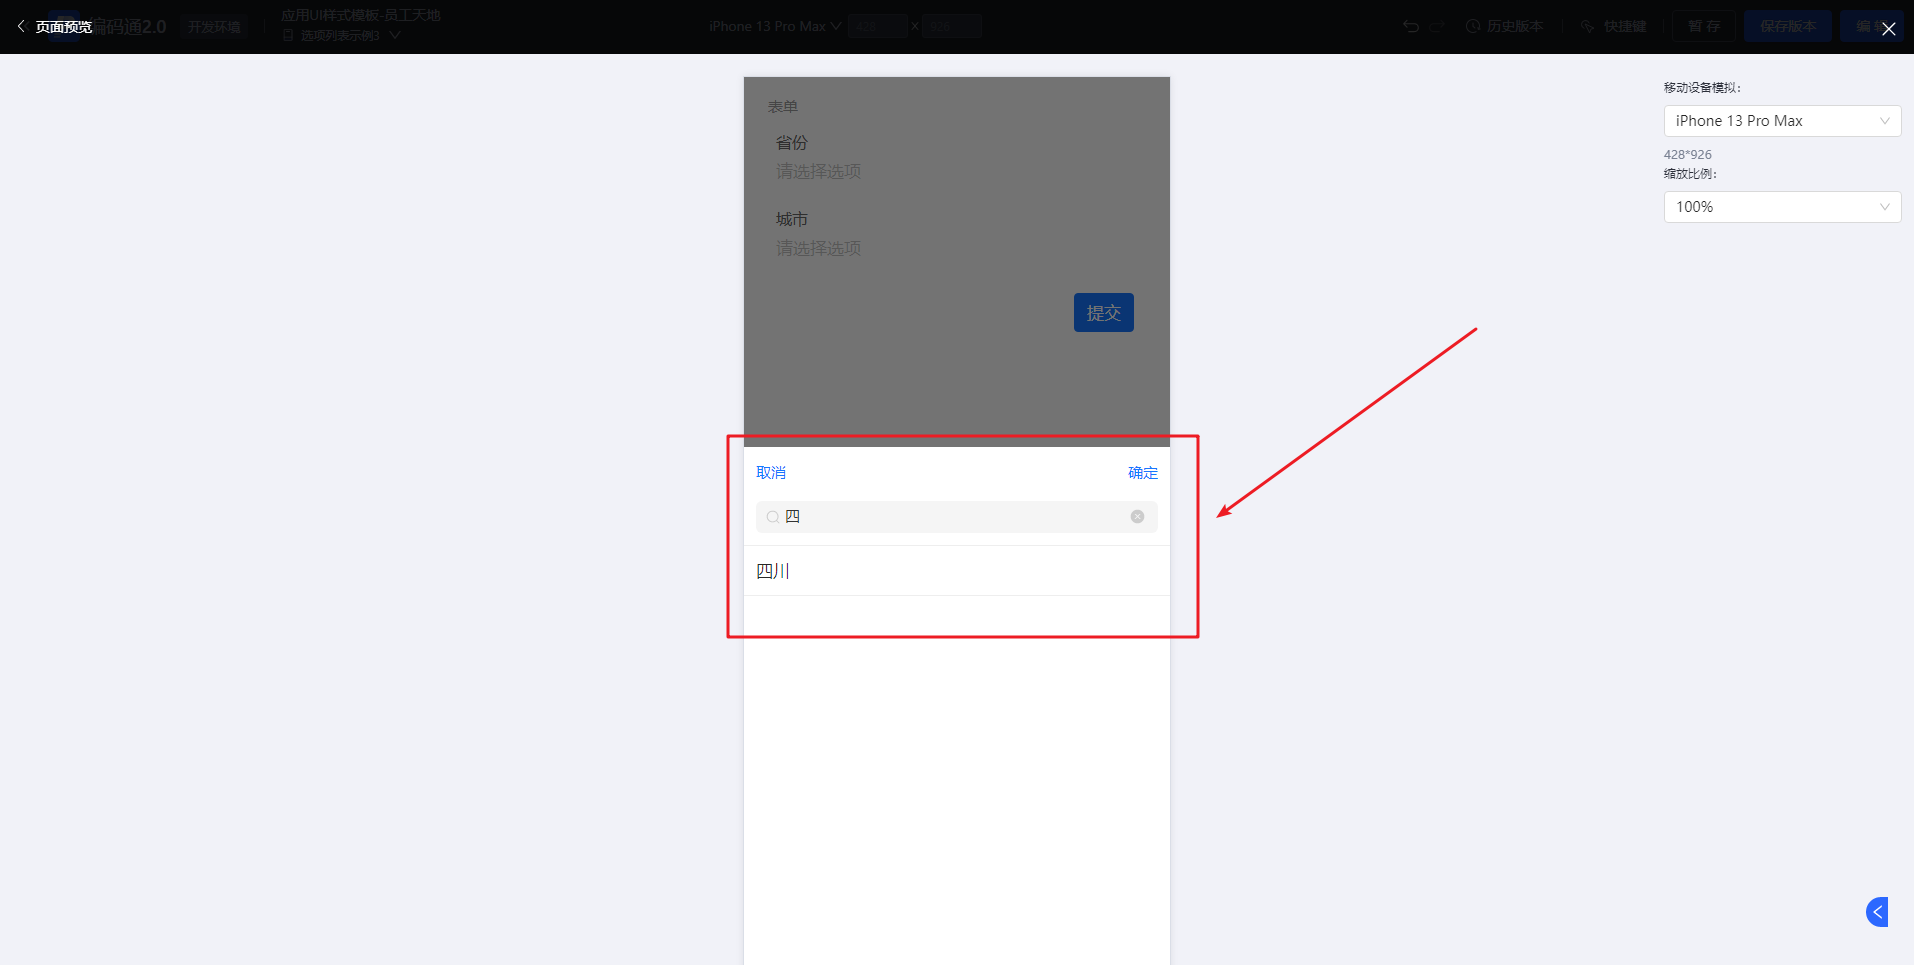 页面预览
编码通2.0
开发环境
应用UI样式模板-员工天地
选项列表示例3
iPhone 13 Pro Max
428
x
926
历史版本
快捷键
暂 存
保存版本
移动设备模拟:
iPhone 13 Pro Max
428*926
缩放比例:
100%
表单
省份
请选择选项
城市
请选择选项
提交
取消
确定
四
四川